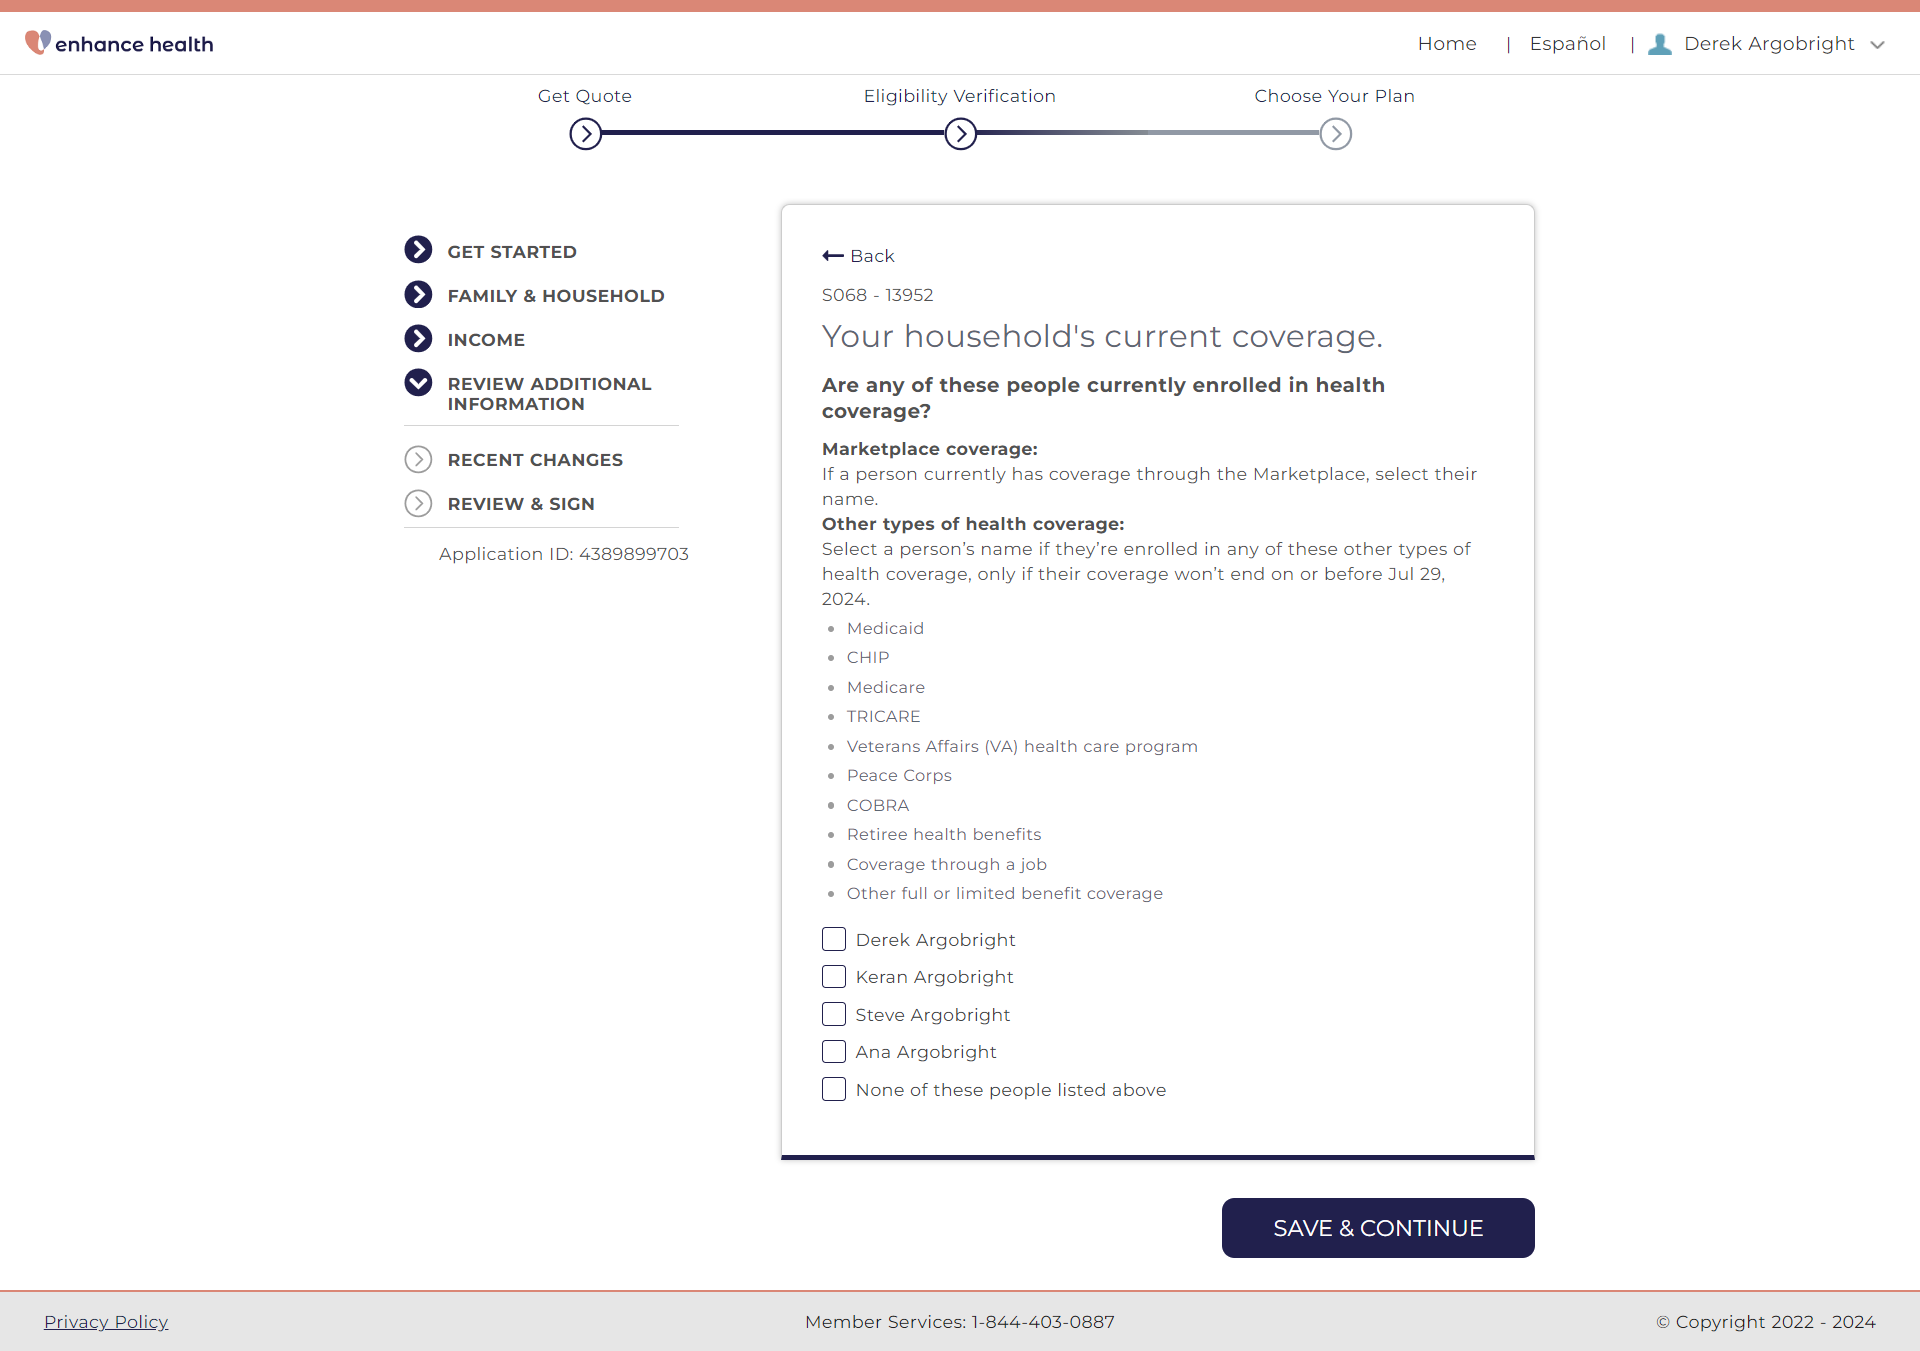 enhance health
Home | Español | Derek Argobright
Get Quote
Eligibility Verification
Choose Your Plan
GET STARTED
FAMILY & HOUSEHOLD
INCOME
REVIEW ADDITIONAL
INFORMATION
RECENT CHANGES
REVIEW & SIGN
Application ID: 4389899703
Back
S068 - 13952
Your household's current coverage.
Are any of these people currently enrolled in health
coverage?
Marketplace coverage:
If a person currently has coverage through the Marketplace, select their
name.
Other types of health coverage:
Select a person’s name if they’re enrolled in any of these other types of
health coverage, only if their coverage won’t end on or before Jul 29,
2024.
Medicaid
CHIP
Medicare
TRICARE
Veterans Affairs (VA) health care program
Peace Corps
COBRA
Retiree health benefits
Coverage through a job
Other full or limited benefit coverage
Derek Argobright
Keran Argobright
Steve Argobright
Ana Argobright
None of these people listed above
SAVE & CONTINUE
Privacy Policy
Member Services: 1-844-403-0887
© Copyright 2022 - 2024